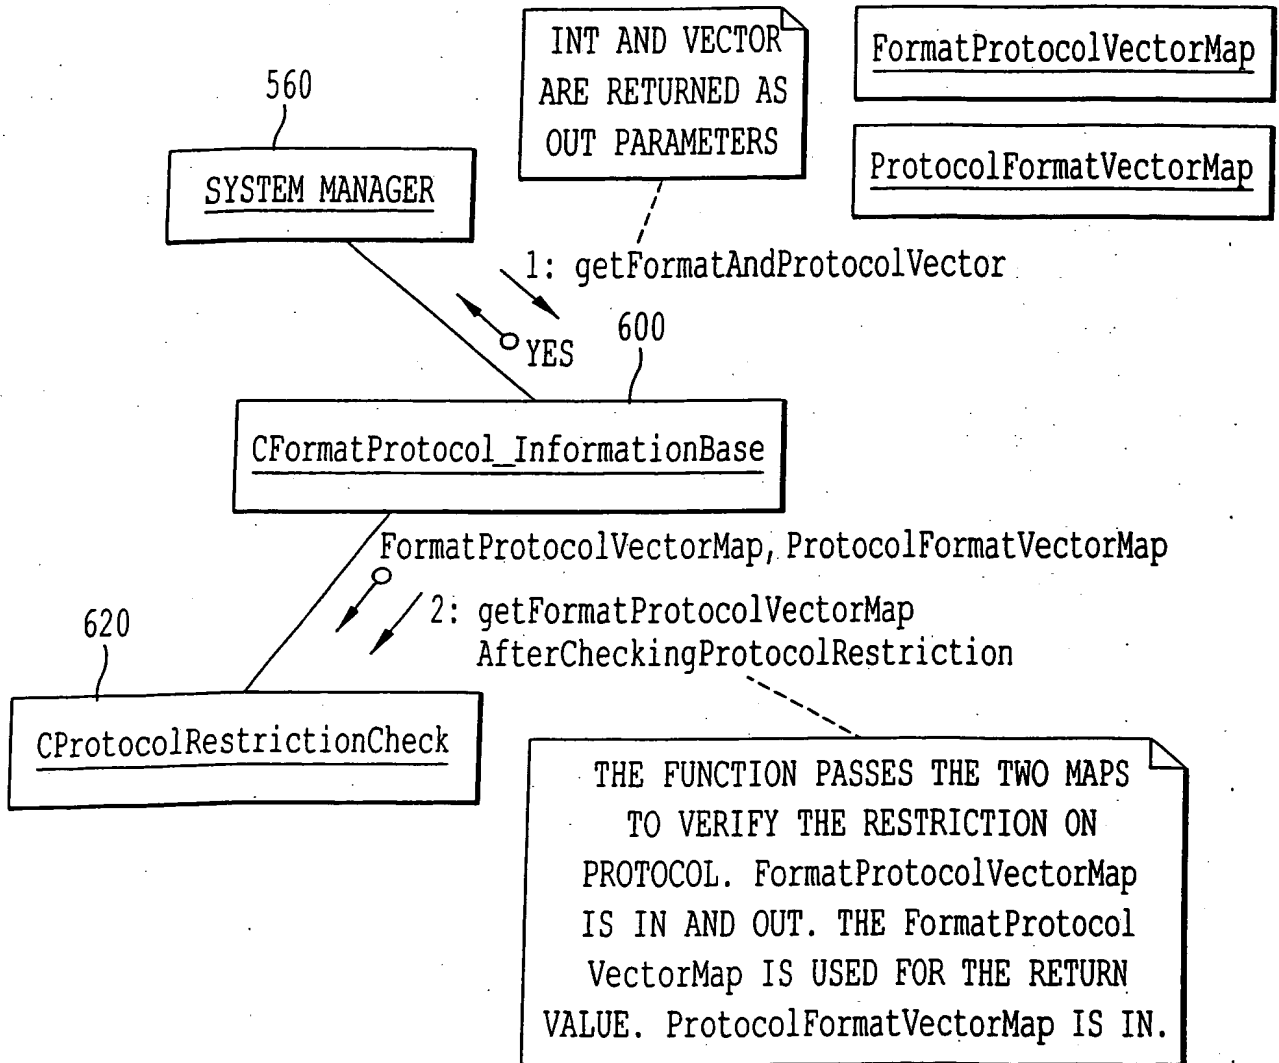 INT AND VECTOR
ARE RETURNED AS
OUT PARAMETERS
FormatProtocolVectorMap
ProtocolFormatVectorMap
560
SYSTEM MANAGER
1: getFormatAndProtocolVector
YES
600
CFormatProtocol_InformationBase
FormatProtocolVectorMap, ProtocolFormatVectorMap
2: getFormatProtocolVectorMap
AfterCheckingProtocolRestriction
620
CProtocolRestrictionCheck
THE FUNCTION PASSES THE TWO MAPS
TO VERIFY THE RESTRICTION ON
PROTOCOL. FormatProtocolVectorMap
IS IN AND OUT. THE FormatProtocol
VectorMap IS USED FOR THE RETURN
VALUE. ProtocolFormatVectorMap IS IN.